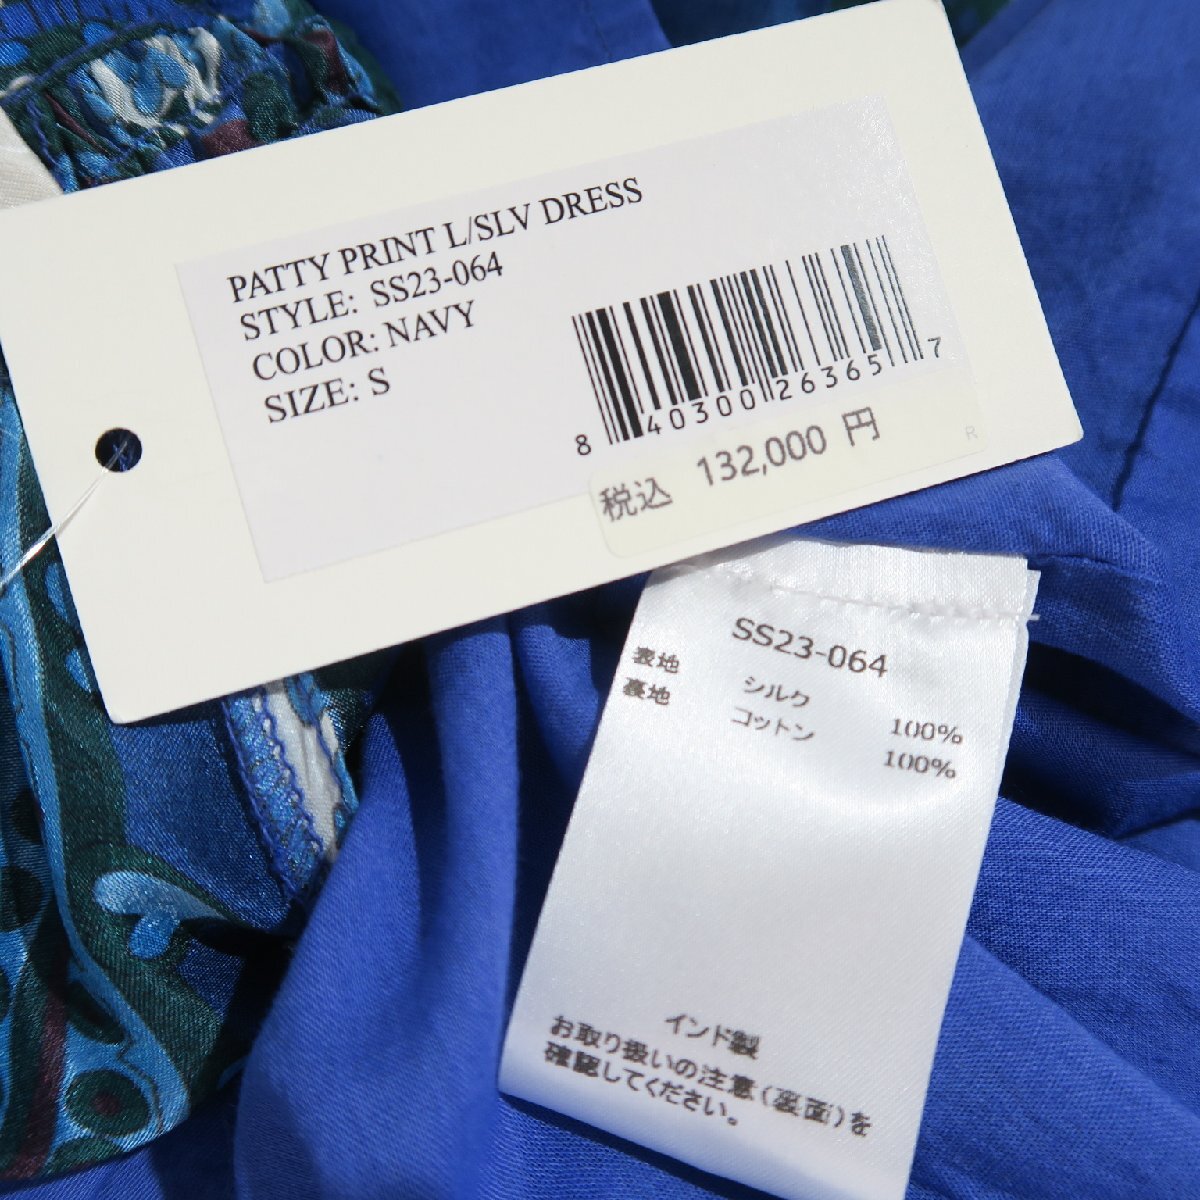 PATTY PRINT L/SLV DRESS
STYLE: SS23-064
COLOR: NAVY
SIZE: S
8 40300 26365 7
税込 132,000 円
R
SS23-064
表地 シルク 100%
裏地 コットン 100%
インド製
お取り扱いの注意(裏面)を
確認してください。